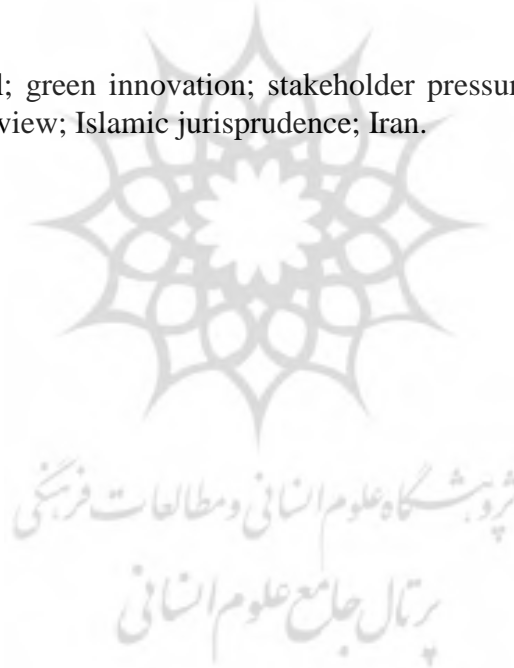 l; green innovation; stakeholder pressur
view; Islamic jurisprudence; Iran.
پژوهشگاه علوم انسانی و مطالعات فرهنگی
پرتال جامع علوم انسانی